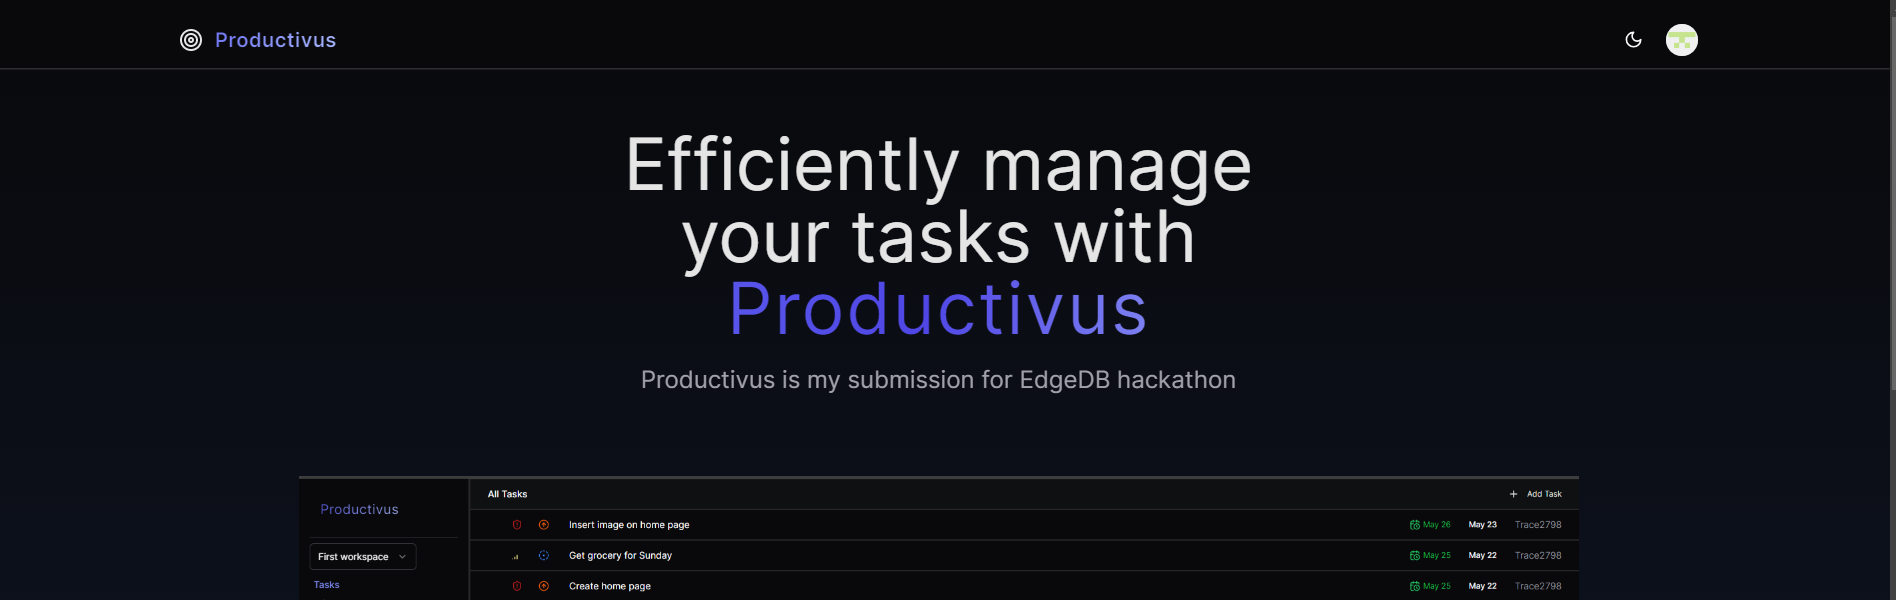 Productivus
Efficiently manage
your tasks with
Productivus
Productivus is my submission for EdgeDB hackathon
Productivus
First workspace
Tasks
All Tasks
Add Task
Insert image on home page May 26 May 23 Trace2798
Get grocery for Sunday May 25 May 22 Trace2798
Create home page May 25 May 22 Trace2798